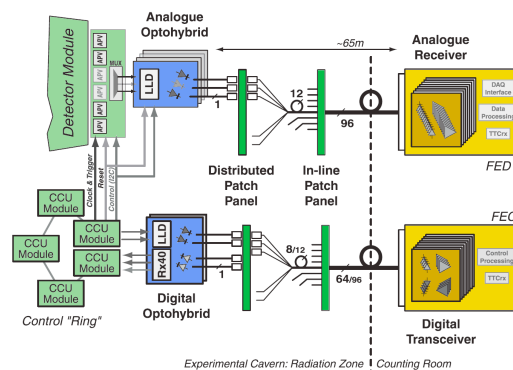 Analogue
Optohybrid
~65m
Analogue
Receiver
Detector Module
APV
APV
APV
APV
APV
APV
MUX
LLD
1
12
96
DAQ
Interface
Data
Processing
TTCrx
FED
Distributed
Patch
Panel
In-line
Patch
Panel
Clock & Trigger
Reset
Control (I2C)
CCU
Module
CCU
Module
CCU
Module
CCU
Module
CCU
Module
LLD
Rx40
1
8/12
64/96
FEC
Control
Processing
TTCrx
Control "Ring"
Digital
Optohybrid
Digital
Transceiver
Experimental Cavern: Radiation Zone
Counting Room